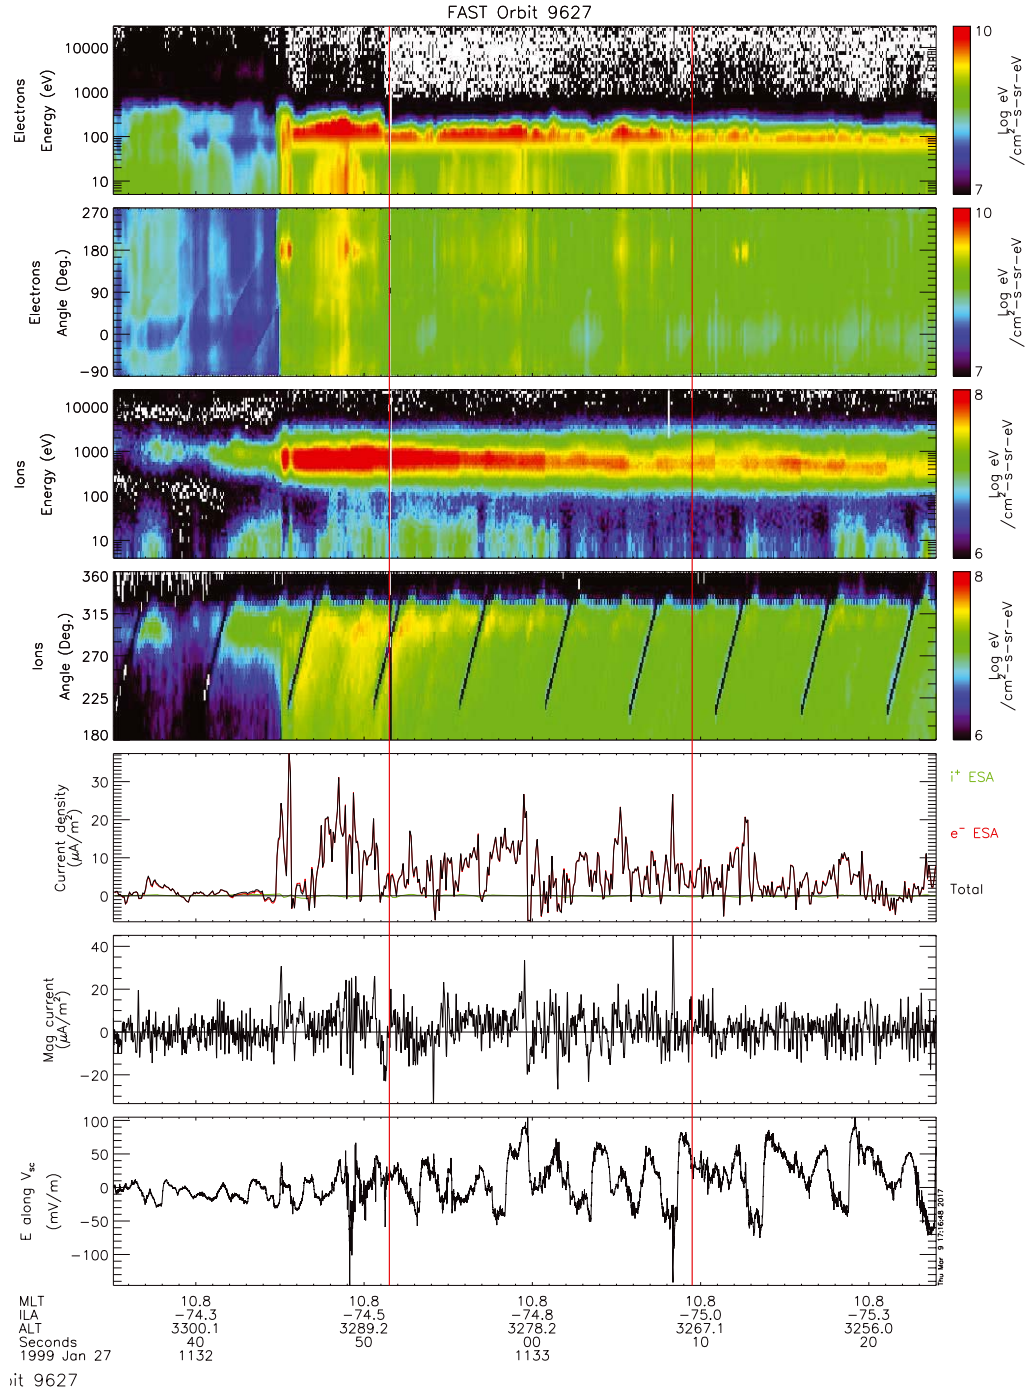 FAST Orbit 9627
Electrons
Energy (eV)
10000
1000
100
10
10
7
Log eV
/cm²-s-sr-eV
Electrons
Angle (Deg.)
270
180
90
0
-90
10
7
Log eV
/cm²-s-sr-eV
Ions
Energy (eV)
10000
1000
100
10
8
6
Log eV
/cm²-s-sr-eV
Ions
Angle (Deg.)
360
315
270
225
180
8
6
Log eV
/cm²-s-sr-eV
Current density
(μA/m²)
30
20
10
0
i⁺ ESA
e⁻ ESA
Total
Mag current
(μA/m²)
40
20
0
-20
E along Vsc
(mV/m)
100
50
0
-50
-100
Thu Mar 9 17:16:48 2017
MLT 10.8 10.8 10.8 10.8 10.8
ILA -74.3 -74.5 -74.8 -75.0 -75.3
ALT 3300.1 3289.2 3278.2 3267.1 3256.0
Seconds 40 50 00 10 20
1999 Jan 27 1132 1133
it 9627